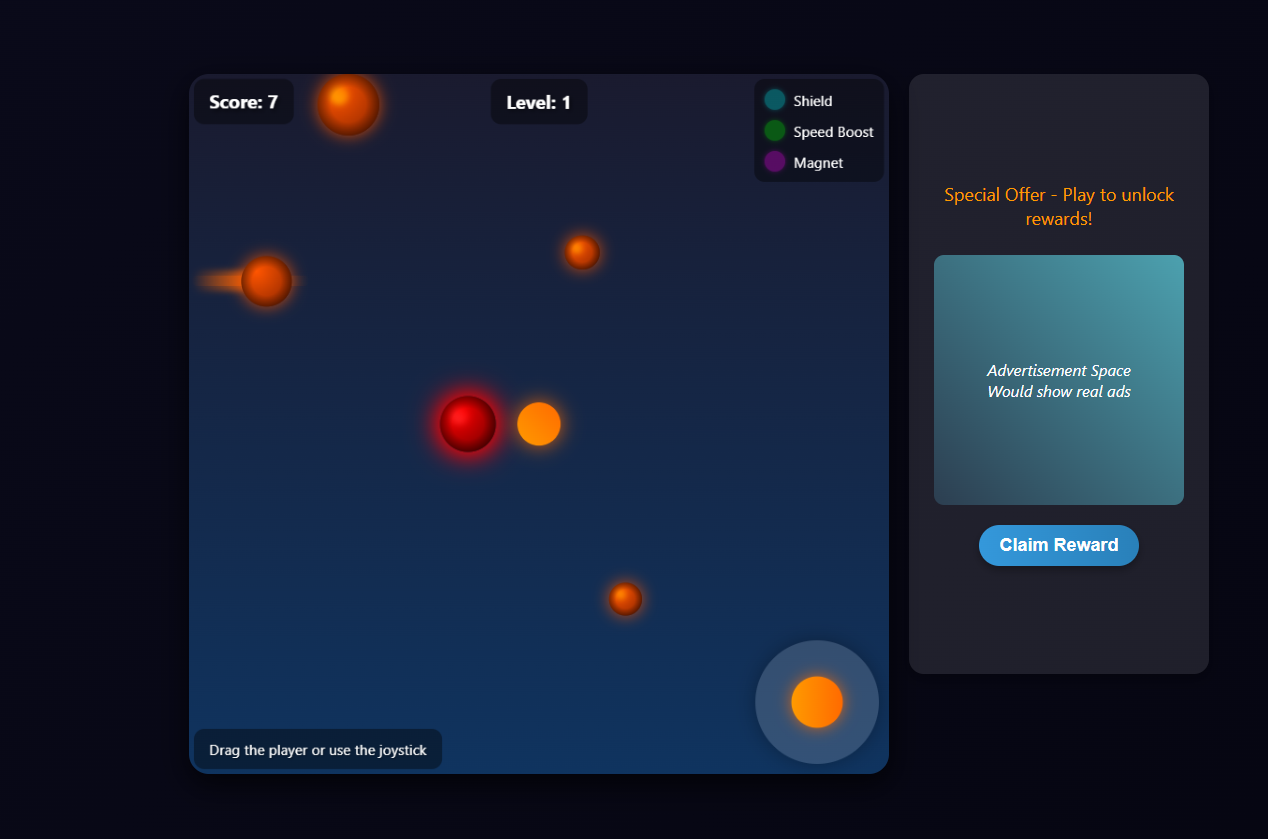 Score: 7
Level: 1
Shield
Speed Boost
Magnet
Special Offer - Play to unlock
rewards!
Advertisement Space
Would show real ads
Claim Reward
Drag the player or use the joystick